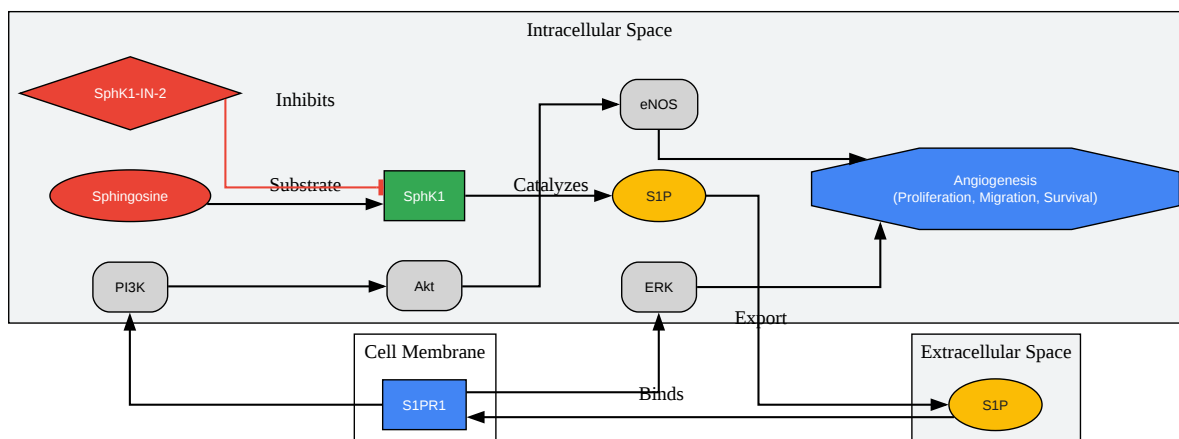 Intracellular Space
SphK1-IN-2
Inhibits
eNOS
Sphingosine
Substrate
SphK1
Catalyzes
S1P
Angiogenesis
(Proliferation, Migration, Survival)
PI3K
Akt
ERK
Export
Cell Membrane
Extracellular Space
S1PR1
Binds
S1P